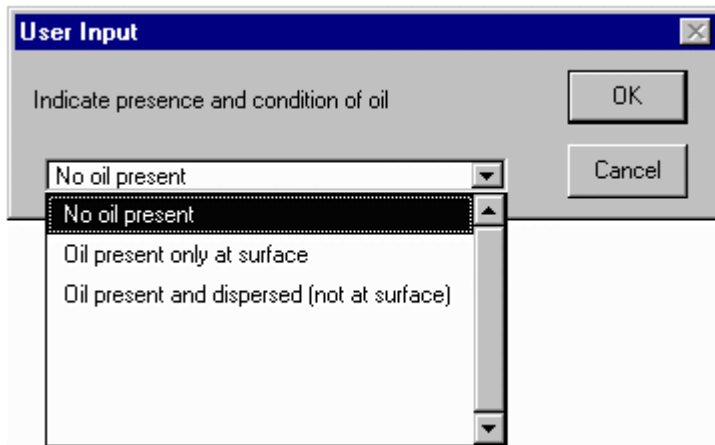 User Input
Indicate presence and condition of oil
OK
No oil present
Cancel
No oil present
Oil present only at surface
Oil present and dispersed (not at surface)